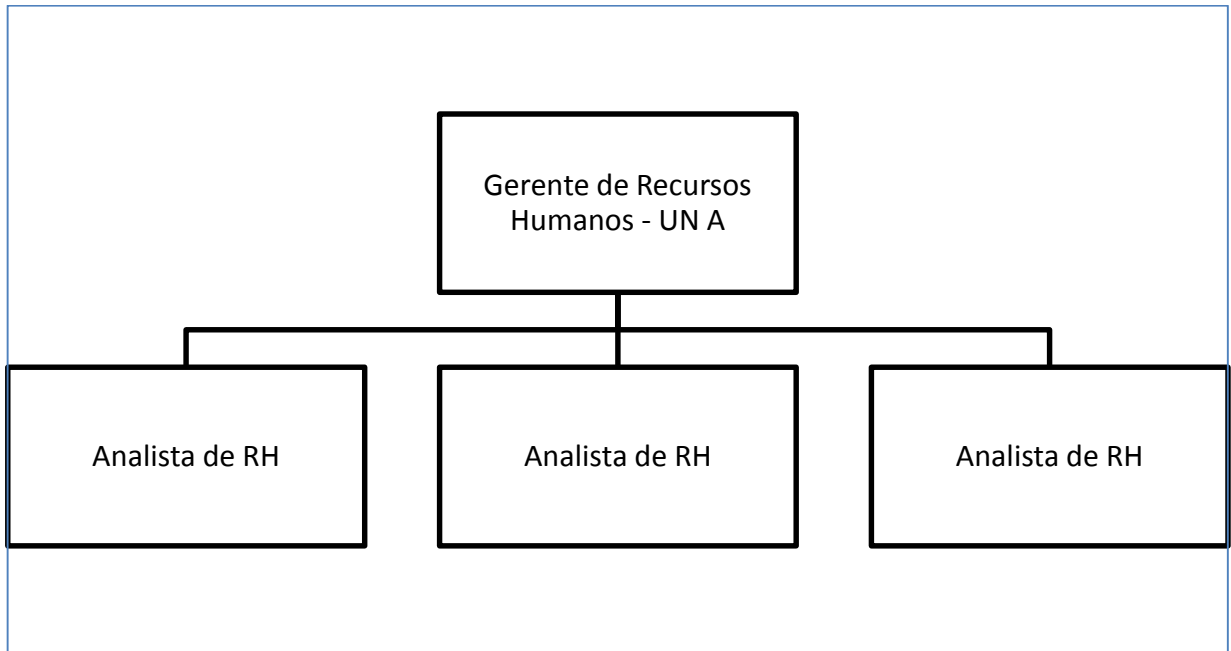 Gerente de Recursos
Humanos - UN A
Analista de RH
Analista de RH
Analista de RH